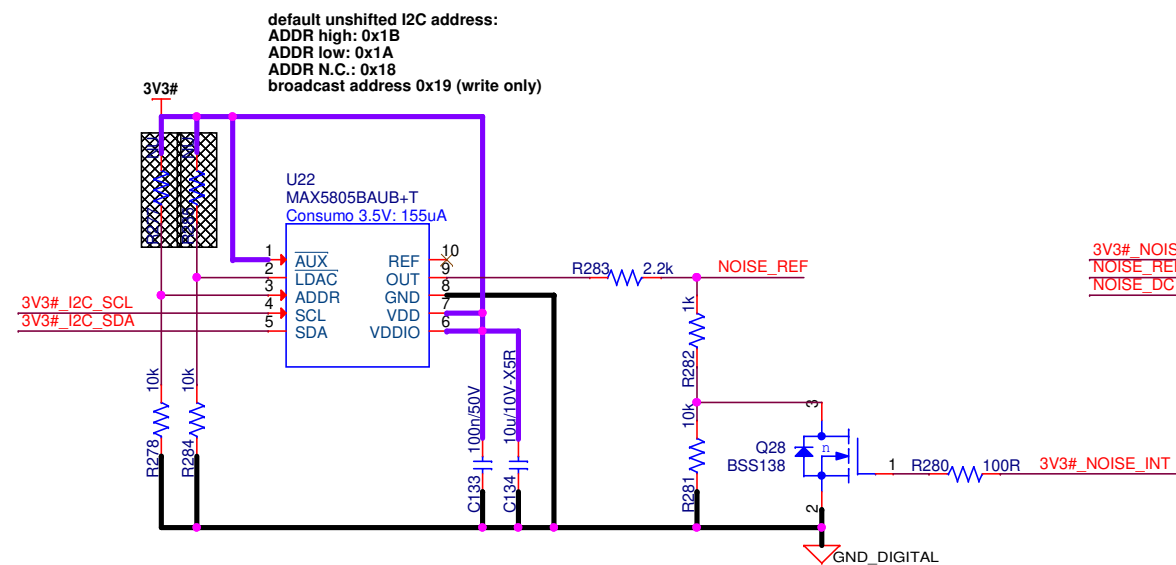 default unshifted I2C address:
ADDR high: 0x1B
ADDR low: 0x1A
ADDR N.C.: 0x18
broadcast address 0x19 (write only)
3V3#
U22
MAX5805BAUB+T
Consumo 3.5V: 155uA
1 AUX
2 LDAC
3 ADDR
4 SCL
5 SDA
REF 10
OUT 9
GND 8
VDD 7
VDDIO 6
3V3#_I2C_SCL
3V3#_I2C_SDA
R283 2.2k NOISE_REF
3V3#_NOIS
NOISE_REF
NOISE_DC
1k
R282
10k
R278
10k
R284
100n/50V
C133
10u/10V-X5R
C134
10k
R281
3
Q28
BSS138
n
1
2
R280 100R 3V3#_NOISE_INT
GND_DIGITAL